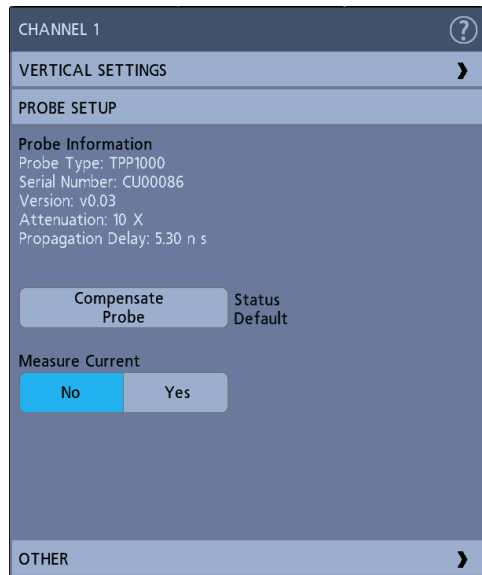 CHANNEL 1
?
VERTICAL SETTINGS
PROBE SETUP
Probe Information
Probe Type: TPP1000
Serial Number: CU00086
Version: v0.03
Attenuation: 10 X
Propagation Delay: 5.30 n s
Compensate
Probe
Status
Default
Measure Current
No
Yes
OTHER